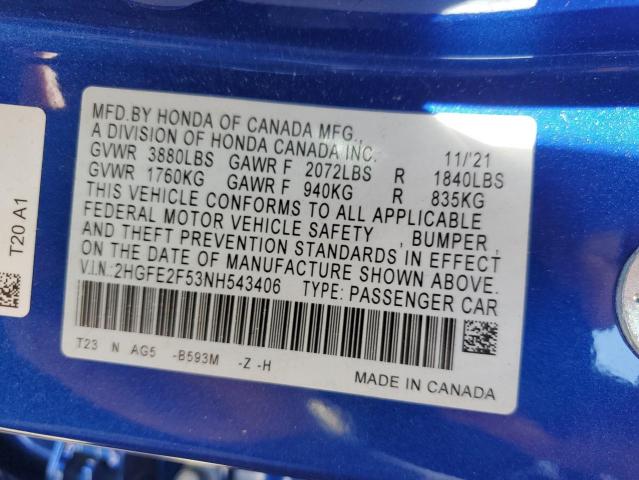 MFD.BY HONDA OF CANADA MFG.
A DIVISION OF HONDA CANADA INC. 11/'21
GVWR 3880LBS GAWR F 2072LBS R 1840LBS
GVWR 1760KG GAWR F 940KG R 835KG
THIS VEHICLE CONFORMS TO ALL APPLICABLE
FEDERAL MOTOR VEHICLE SAFETY , BUMPER ,
AND THEFT PREVENTION STANDARDS IN EFFECT
ON THE DATE OF MANUFACTURE SHOWN ABOVE.
V.I.N.:2HGFE2F53NH543406 TYPE: PASSENGER CAR
T23 N AG5 -B593M -Z -H
MADE IN CANADA
T20 A1